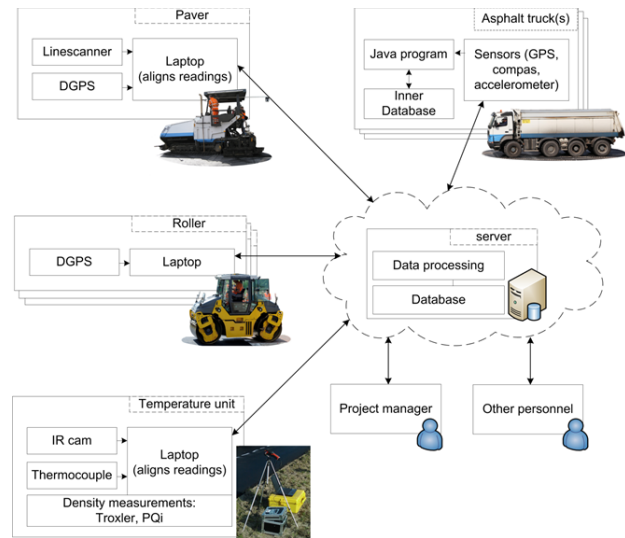 Paver
Linescanner
DGPS
Laptop
(aligns readings)
Asphalt truck(s)
Java program
Inner
Database
Sensors (GPS,
compas,
accelerometer)
Roller
DGPS
Laptop
server
Data processing
Database
Temperature unit
IR cam
Thermocouple
Laptop
(aligns readings)
Density measurements:
Troxler, PQi
Project manager
Other personnel